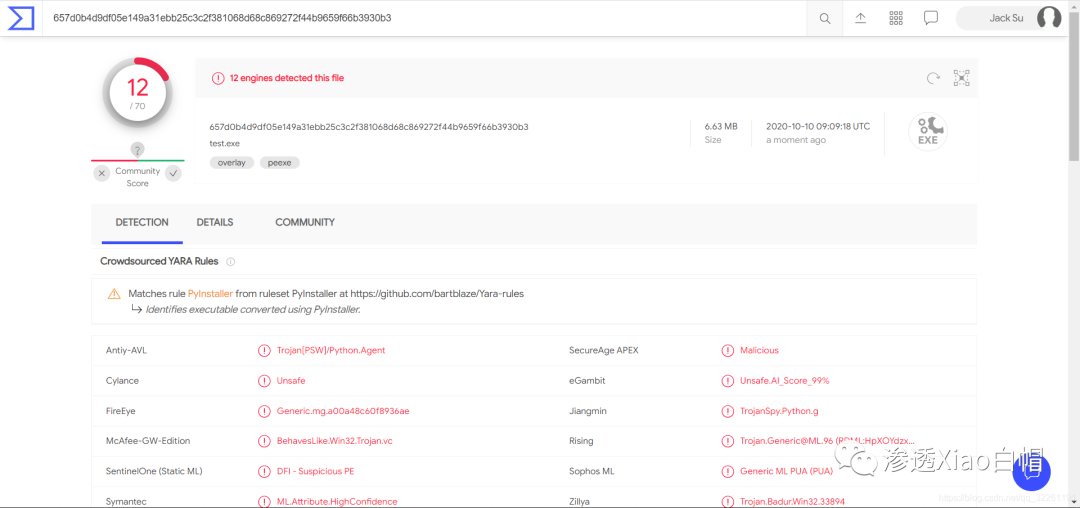 657d0b4d9df05e149a31ebb25c3c2f381068d68c869272f44b9659f66b3930b3
Jack Su
12
/ 70
?
Community
Score
12 engines detected this file
657d0b4d9df05e149a31ebb25c3c2f381068d68c869272f44b9659f66b3930b3
test.exe
overlay
peexe
6.63 MB
Size
2020-10-10 09:09:18 UTC
a moment ago
EXE
DETECTION
DETAILS
COMMUNITY
Crowdsourced YARA Rules
Matches rule PyInstaller from ruleset PyInstaller at https://github.com/bartblaze/Yara-rules
Identifies executable converted using PyInstaller.
Antiy-AVL
Trojan[PSW]/Python.Agent
SecureAge APEX
Malicious
Cylance
Unsafe
eGambit
Unsafe.AI_Score_99%
FireEye
Generic.mg.a00a48c60f8936ae
Jiangmin
TrojanSpy.Python.g
McAfee-GW-Edition
BehavesLike.Win32.Trojan.vc
Rising
Trojan.Generic@ML.96 (RDML:HpXOYdzx...
SentinelOne (Static ML)
DFI - Suspicious PE
Sophos ML
Generic ML PUA (PUA)
Symantec
ML.Attribute.HighConfidence
Zillya
Trojan.Badur.Win32.33894
渗透Xiao白帽